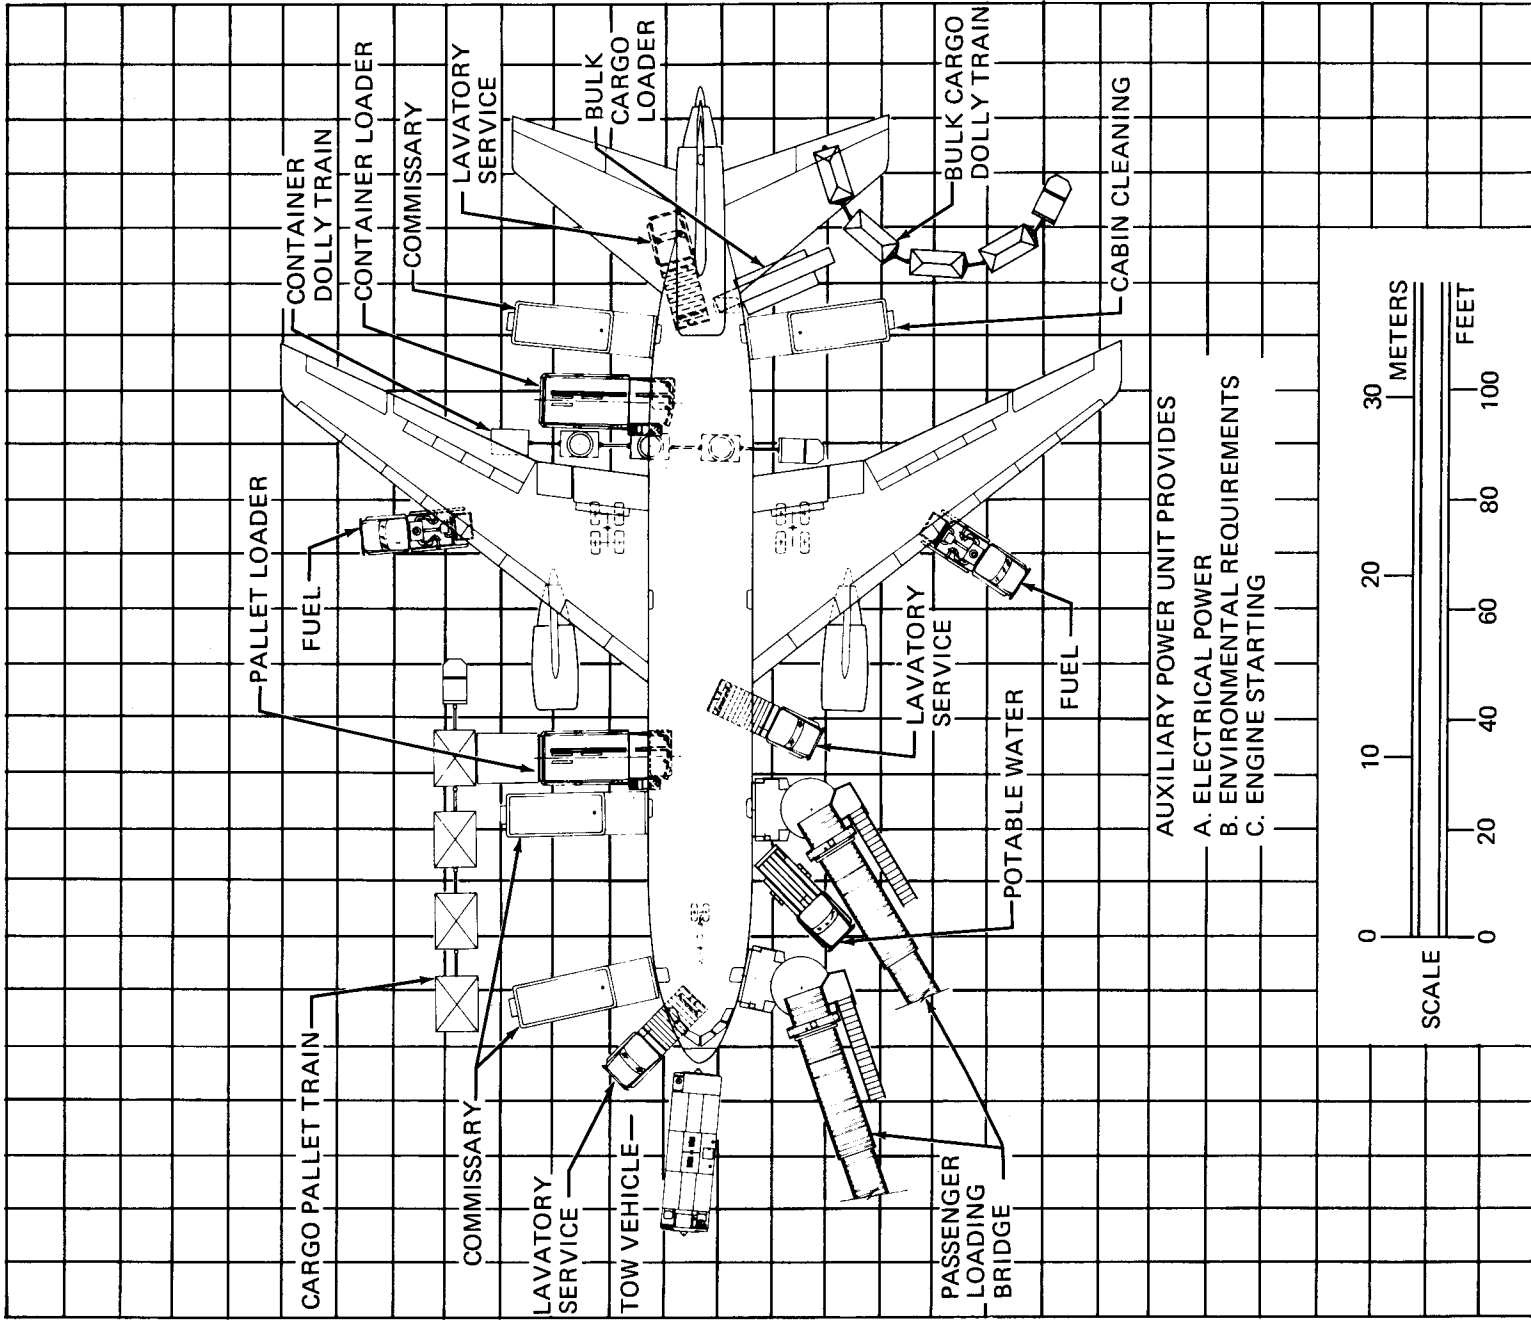 CARGO PALLET TRAIN
COMMISSARY
LAVATORY
SERVICE
TOW VEHICLE
PASSENGER
LOADING
BRIDGE
PALLET LOADER
FUEL
CONTAINER
DOLLY TRAIN
CONTAINER LOADER
COMMISSARY
LAVATORY
SERVICE
BULK
CARGO
LOADER
BULK CARGO
DOLLY TRAIN
CABIN CLEANING
LAVATORY
SERVICE
POTABLE WATER
FUEL
AUXILIARY POWER UNIT PROVIDES
A. ELECTRICAL POWER
B. ENVIRONMENTAL REQUIREMENTS
C. ENGINE STARTING
0 10 20 30
METERS
SCALE
FEET
0 20 40 60 80 100